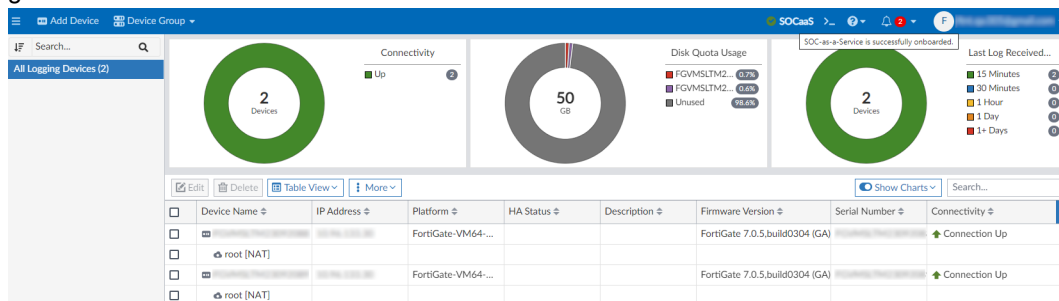 Add Device Device Group SOCaaS >_ 2
F
SOC-as-a-Service is successfully onboarded.
Search...
All Logging Devices (2)
Connectivity
Up 2
2
Devices
Disk Quota Usage
FGVMSLTM2... 0.7%
FGVMSLTM2... 0.6%
Unused 98.6%
50
GB
Last Log Received...
15 Minutes 2
30 Minutes 0
1 Hour 0
1 Day 0
1+ Days 0
2
Devices
Edit Delete Table View More Show Charts Search...
Device Name IP Address Platform HA Status Description Firmware Version Serial Number Connectivity
FortiGate-VM64-... FortiGate 7.0.5,build0304 (GA) Connection Up
root [NAT]
FortiGate-VM64-... FortiGate 7.0.5,build0304 (GA) Connection Up
root [NAT]